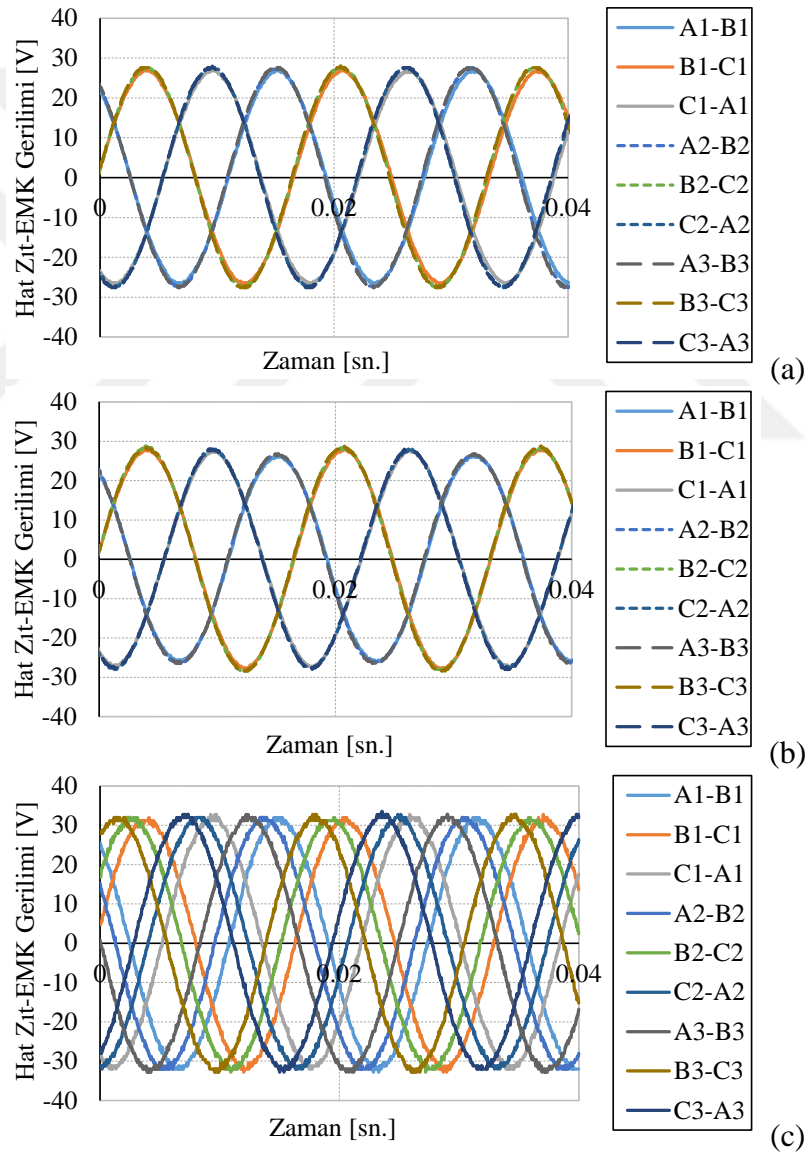 Hat Zıt-EMK Gerilimi [V]
40
30
20
10
0
-10
-20
-30
-40
0
0.02
0.04
Zaman [sn.]
A1-B1
B1-C1
C1-A1
A2-B2
B2-C2
C2-A2
A3-B3
B3-C3
C3-A3
(a)
Hat Zıt-EMK Gerilimi [V]
40
30
20
10
0
-10
-20
-30
-40
0
0.02
0.04
Zaman [sn.]
A1-B1
B1-C1
C1-A1
A2-B2
B2-C2
C2-A2
A3-B3
B3-C3
C3-A3
(b)
Hat Zıt-EMK Gerilimi [V]
40
30
20
10
0
-10
-20
-30
-40
0
0.02
0.04
Zaman [sn.]
A1-B1
B1-C1
C1-A1
A2-B2
B2-C2
C2-A2
A3-B3
B3-C3
C3-A3
(c)